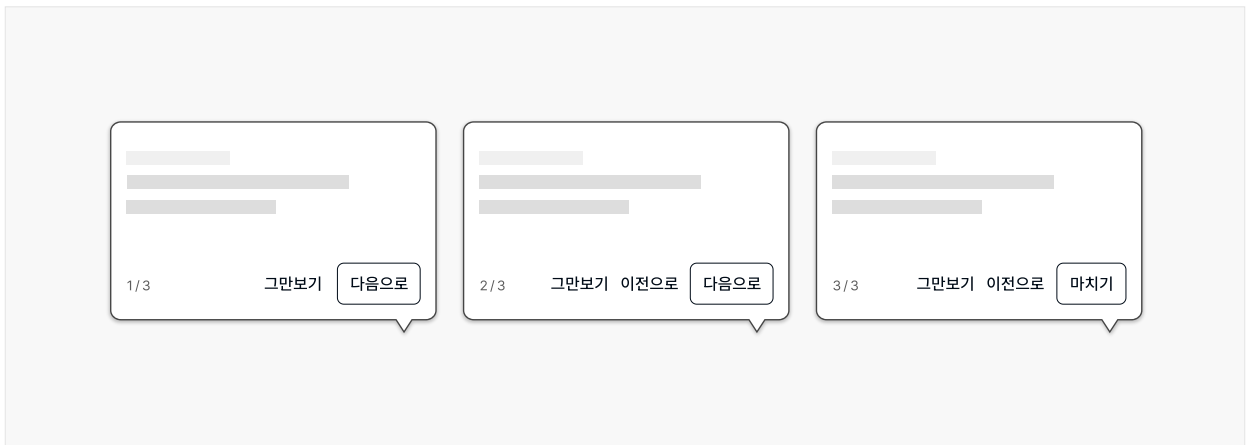 1/3 그만보기 다음으로
2/3 그만보기 이전으로 다음으로
3/3 그만보기 이전으로 마치기